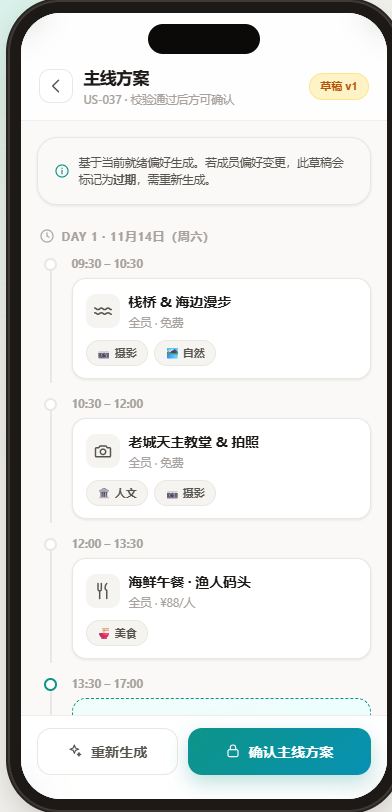 主线方案
US-037 · 校验通过后方可确认
草稿 v1
基于当前就绪偏好生成。若成员偏好变更，此草稿会
标记为过期，需重新生成。
DAY 1 · 11月14日（周六）
09:30 – 10:30
栈桥 & 海边漫步
全员 · 免费
摄影
自然
10:30 – 12:00
老城天主教堂 & 拍照
全员 · 免费
人文
摄影
12:00 – 13:30
海鲜午餐 · 渔人码头
全员 · ¥88/人
美食
13:30 – 17:00
重新生成
确认主线方案